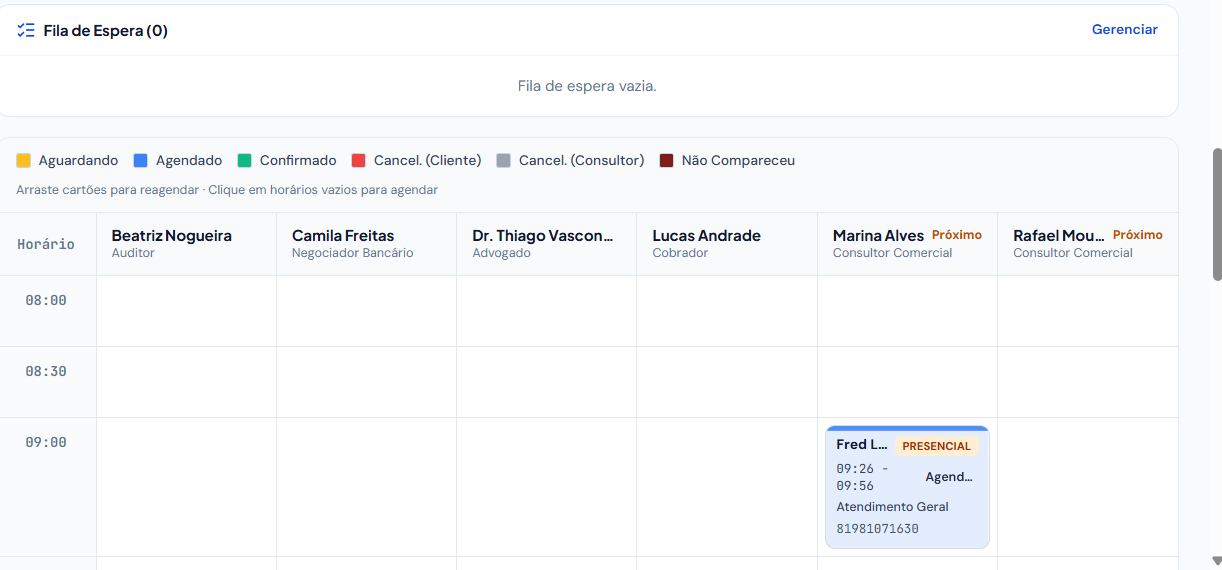 Fila de Espera (0)
Gerenciar
Fila de espera vazia.
Aguardando Agendado Confirmado Cancel. (Cliente) Cancel. (Consultor) Não Compareceu
Arraste cartões para reagendar · Clique em horários vazios para agendar
Horário
Beatriz Nogueira
Auditor
Camila Freitas
Negociador Bancário
Dr. Thiago Vascon...
Advogado
Lucas Andrade
Cobrador
Marina Alves Próximo
Consultor Comercial
Rafael Mou... Próximo
Consultor Comercial
08:00
08:30
09:00
Fred L... PRESENCIAL
09:26 -
09:56
Agend...
Atendimento Geral
81981071630